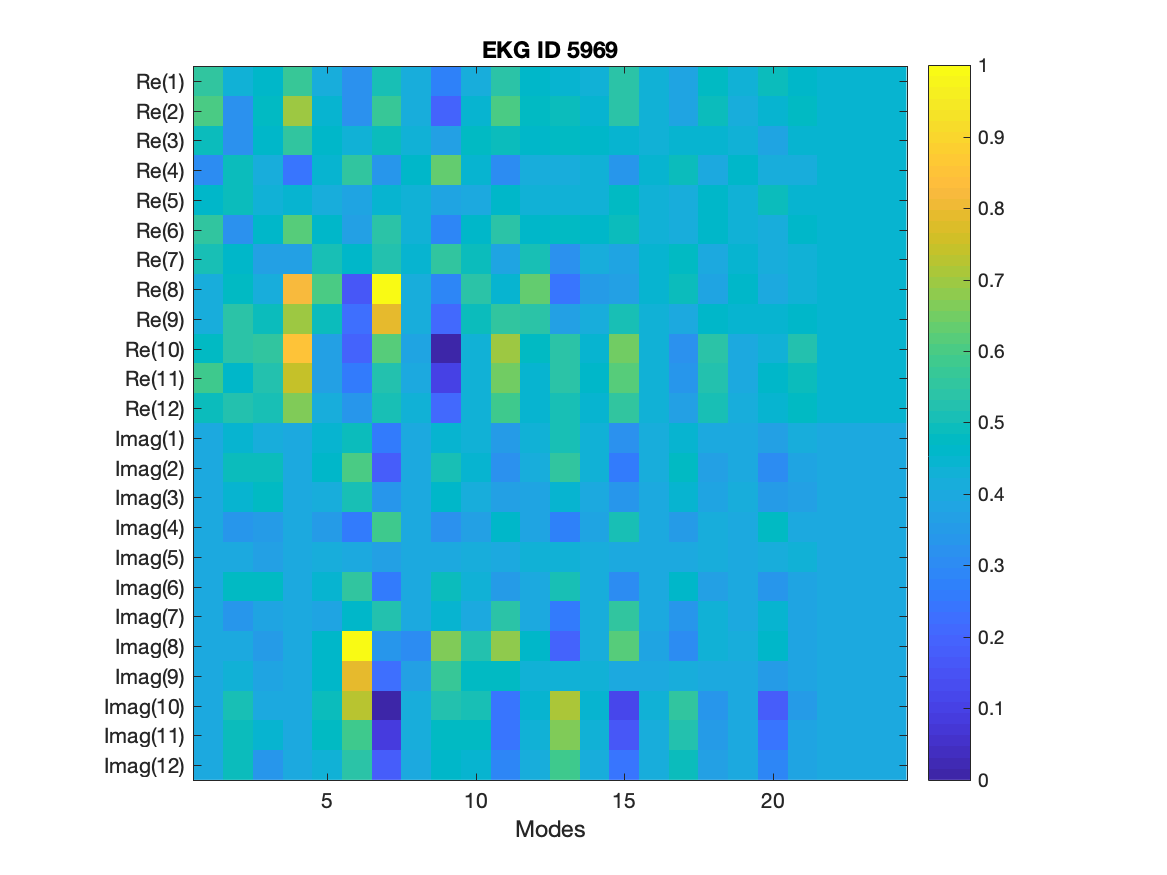 EKG ID 5969
Re(1)
Re(2)
Re(3)
Re(4)
Re(5)
Re(6)
Re(7)
Re(8)
Re(9)
Re(10)
Re(11)
Re(12)
Imag(1)
Imag(2)
Imag(3)
Imag(4)
Imag(5)
Imag(6)
Imag(7)
Imag(8)
Imag(9)
Imag(10)
Imag(11)
Imag(12)
5 10 15 20
Modes
1
0.9
0.8
0.7
0.6
0.5
0.4
0.3
0.2
0.1
0